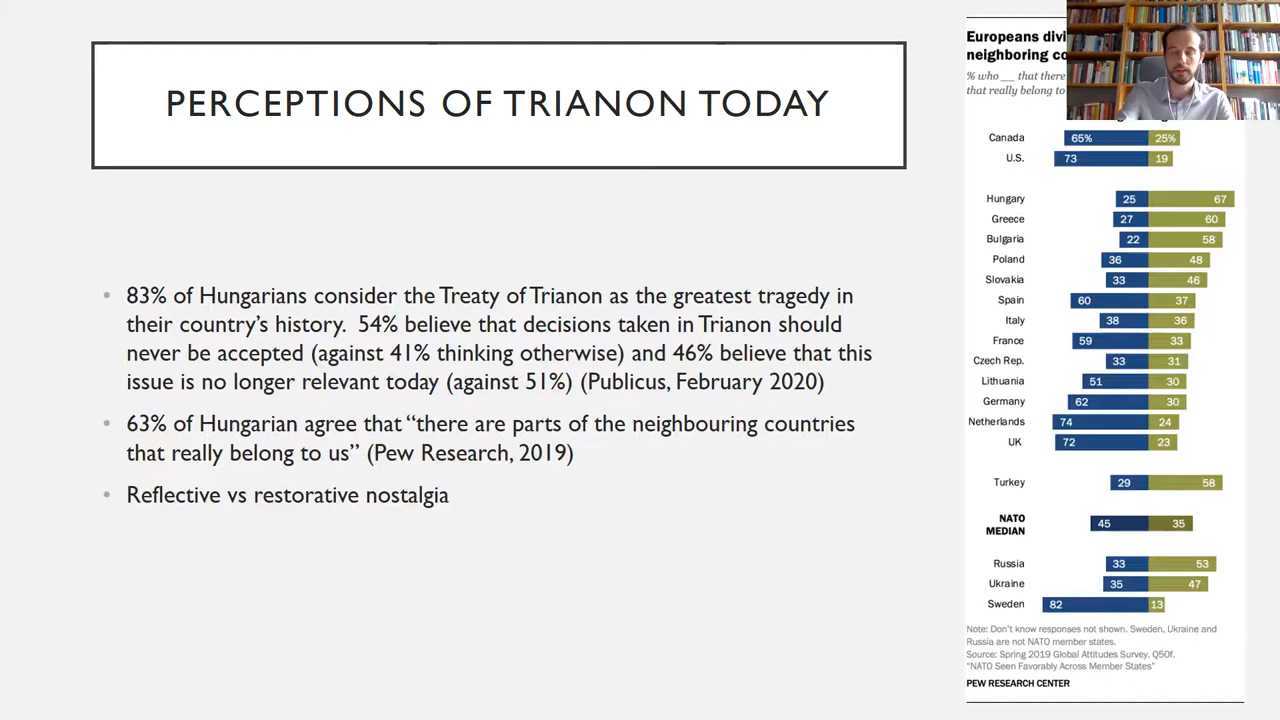 PERCEPTIONS OF TRIANON TODAY
• 83% of Hungarians consider the Treaty of Trianon as the greatest tragedy in
their country's history. 54% believe that decisions taken in Trianon should
never be accepted (against 41% thinking otherwise) and 46% believe that this
issue is no longer relevant today (against 51%) (Publicus, February 2020)
• 63% of Hungarian agree that “there are parts of the neighbouring countries
that really belong to us” (Pew Research, 2019)
• Reflective vs restorative nostalgia
Europeans divi
neighboring co
% who __ that there
that really belong to
Canada 65% 25%
U.S. 73 19
Hungary 25 67
Greece 27 60
Bulgaria 22 58
Poland 36 48
Slovakia 33 46
Spain 60 37
Italy 38 36
France 59 33
Czech Rep. 33 31
Lithuania 51 30
Germany 62 30
Netherlands 74 24
UK 72 23
Turkey 29 58
NATO
MEDIAN 45 35
Russia 33 53
Ukraine 35 47
Sweden 82 13
Note: Don't know responses not shown. Sweden, Ukraine and
Russia are not NATO member states.
Source: Spring 2019 Global Attitudes Survey. Q50f.
“NATO Seen Favorably Across Member States”
PEW RESEARCH CENTER